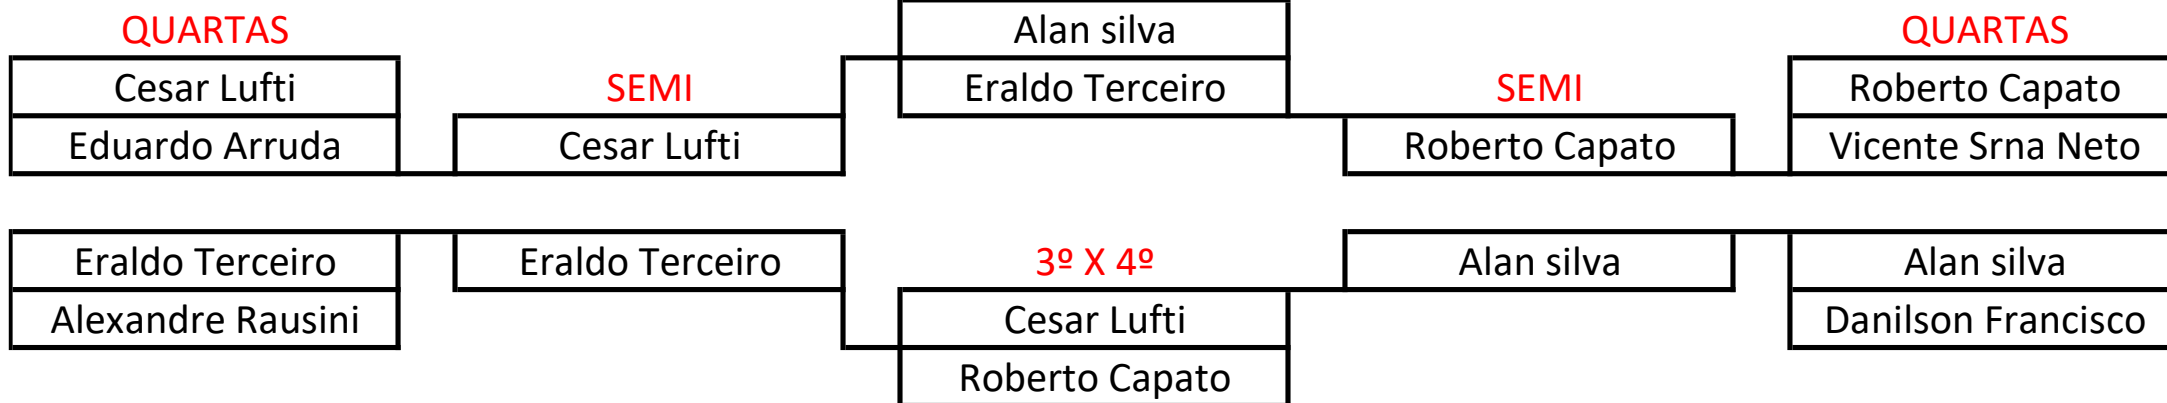 QUARTAS
Alan silva
QUARTAS
Cesar Lufti
SEMI
Eraldo Terceiro
SEMI
Roberto Capato
Eduardo Arruda
Cesar Lufti
Roberto Capato
Vicente Srna Neto
Eraldo Terceiro
Eraldo Terceiro
3º X 4º
Alan silva
Alan silva
Alexandre Rausini
Cesar Lufti
Danilson Francisco
Roberto Capato